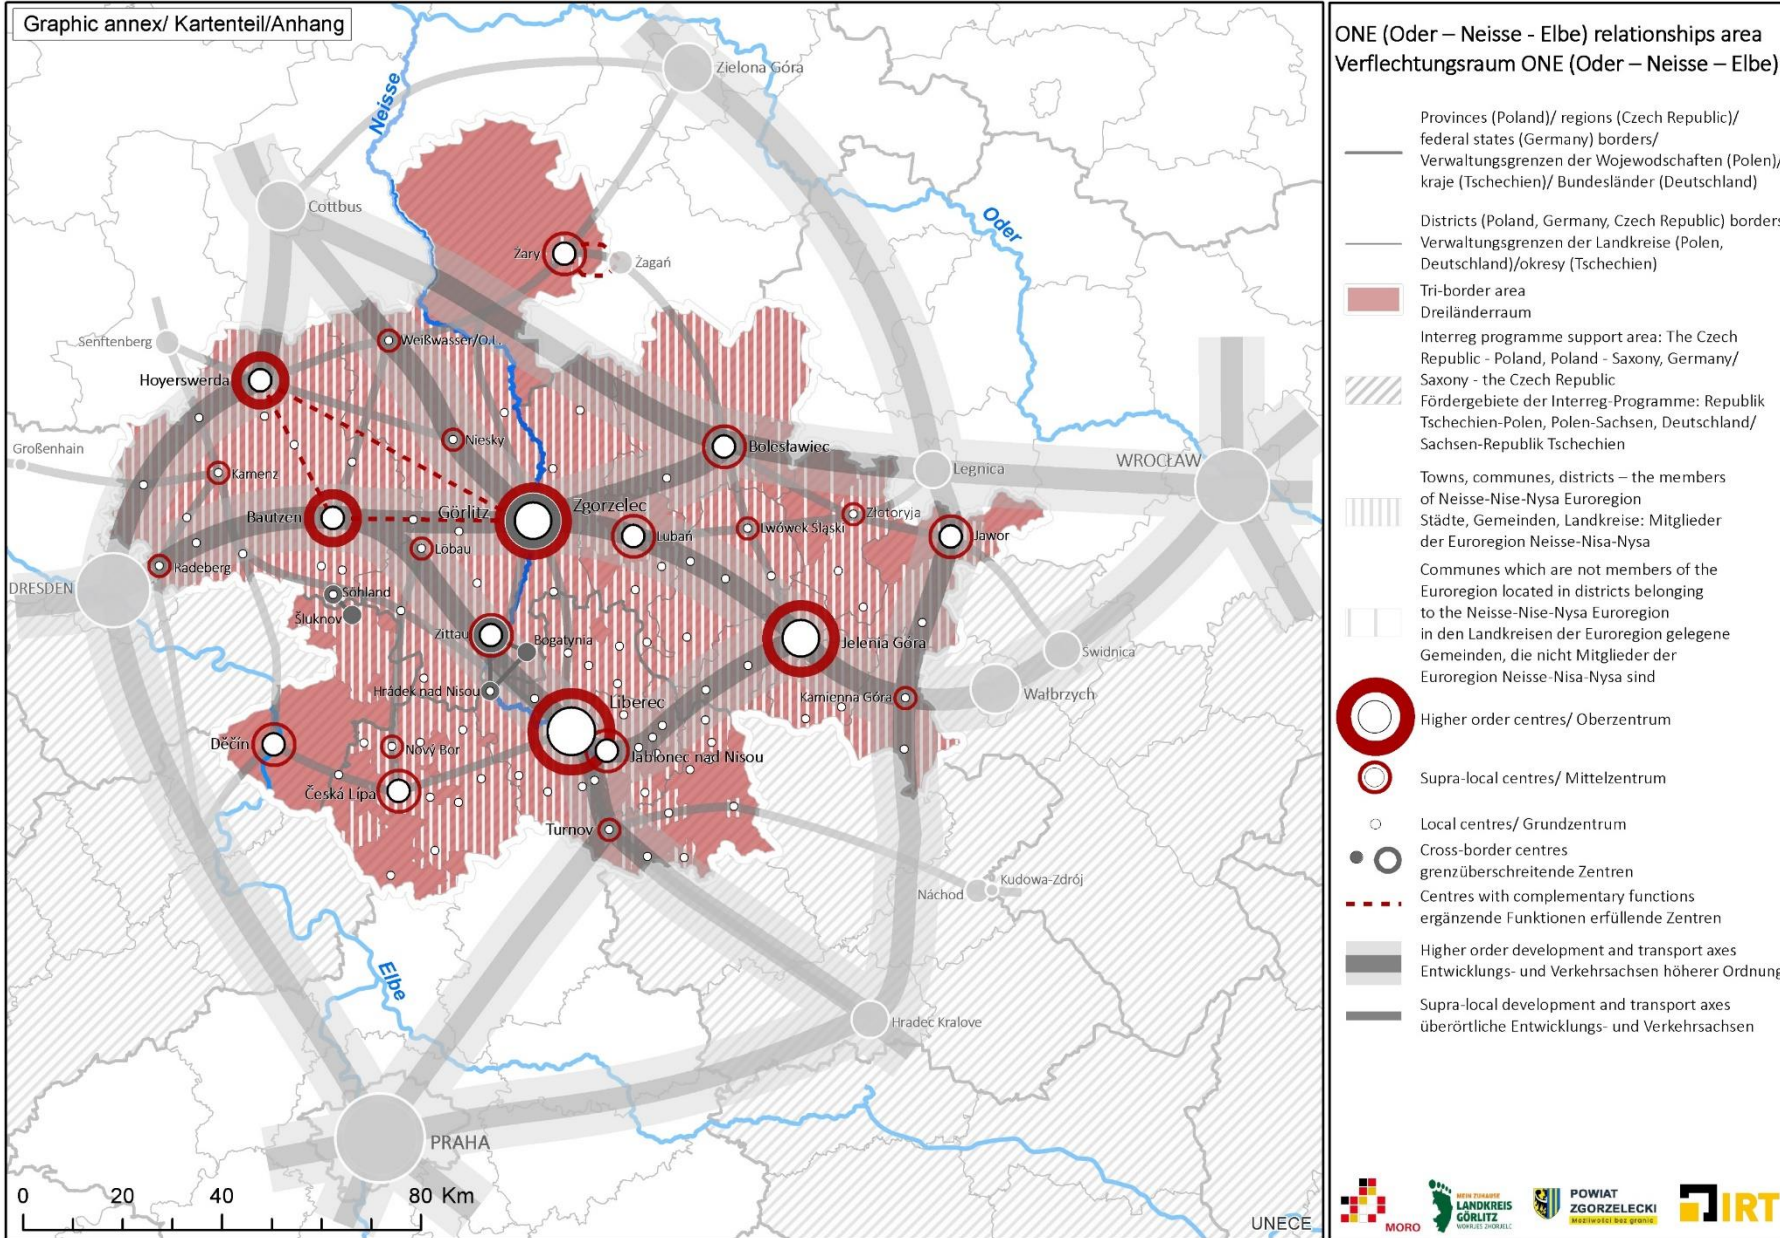 Graphic annex/ Kartenteil/Anhang
Zielona Góra
Neisse
Cottbus
Oder
Żary
Żagań
Senftenberg
Weißwasser/O.L.
Hoyerswerda
Großenhain
Niesky
Bolesławiec
Legnica
WROCŁAW
Kamenz
Bautzen
Görlitz
Zgorzelec
Złotoryja
Lwówek Śląski
Lubań
Jawor
Löbau
Radeberg
DRESDEN
Sohland
Šluknov
Zittau
Bogatynia
Jelenia Góra
Świdnica
Hrádek nad Nisou
Kamienna Góra
Wałbrzych
Liberec
Děčín
Nový Bor
Jablonec nad Nisou
Česká Lípa
Turnov
Náchod
Kudowa-Zdrój
Elbe
Hradec Kralove
PRAHA
0 20 40 80 Km
UNECE
ONE (Oder – Neisse - Elbe) relationships area
Verflechtungsraum ONE (Oder – Neisse – Elbe)
Provinces (Poland)/ regions (Czech Republic)/
federal states (Germany) borders/
Verwaltungsgrenzen der Wojewodschaften (Polen)/
kraje (Tschechien)/ Bundesländer (Deutschland)
Districts (Poland, Germany, Czech Republic) borders
Verwaltungsgrenzen der Landkreise (Polen,
Deutschland)/okresy (Tschechien)
Tri-border area
Dreiländerraum
Interreg programme support area: The Czech
Republic - Poland, Poland - Saxony, Germany/
Saxony - the Czech Republic
Fördergebiete der Interreg-Programme: Republik
Tschechien-Polen, Polen-Sachsen, Deutschland/
Sachsen-Republik Tschechien
Towns, communes, districts – the members
of Neisse-Nise-Nysa Euroregion
Städte, Gemeinden, Landkreise: Mitglieder
der Euroregion Neisse-Nisa-Nysa
Communes which are not members of the
Euroregion located in districts belonging
to the Neisse-Nise-Nysa Euroregion
in den Landkreisen der Euroregion gelegene
Gemeinden, die nicht Mitglieder der
Euroregion Neisse-Nisa-Nysa sind
Higher order centres/ Oberzentrum
Supra-local centres/ Mittelzentrum
Local centres/ Grundzentrum
Cross-border centres
grenzüberschreitende Zentren
Centres with complementary functions
ergänzende Funktionen erfüllende Zentren
Higher order development and transport axes
Entwicklungs- und Verkehrsachsen höherer Ordnung
Supra-local development and transport axes
überörtliche Entwicklungs- und Verkehrsachsen
MORO
MEIN ZUHAUSE
LANDKREIS
GÖRLITZ
WOKRJES ZHORJELC
POWIAT
ZGORZELECKI
Możliwości bez granic
IRT